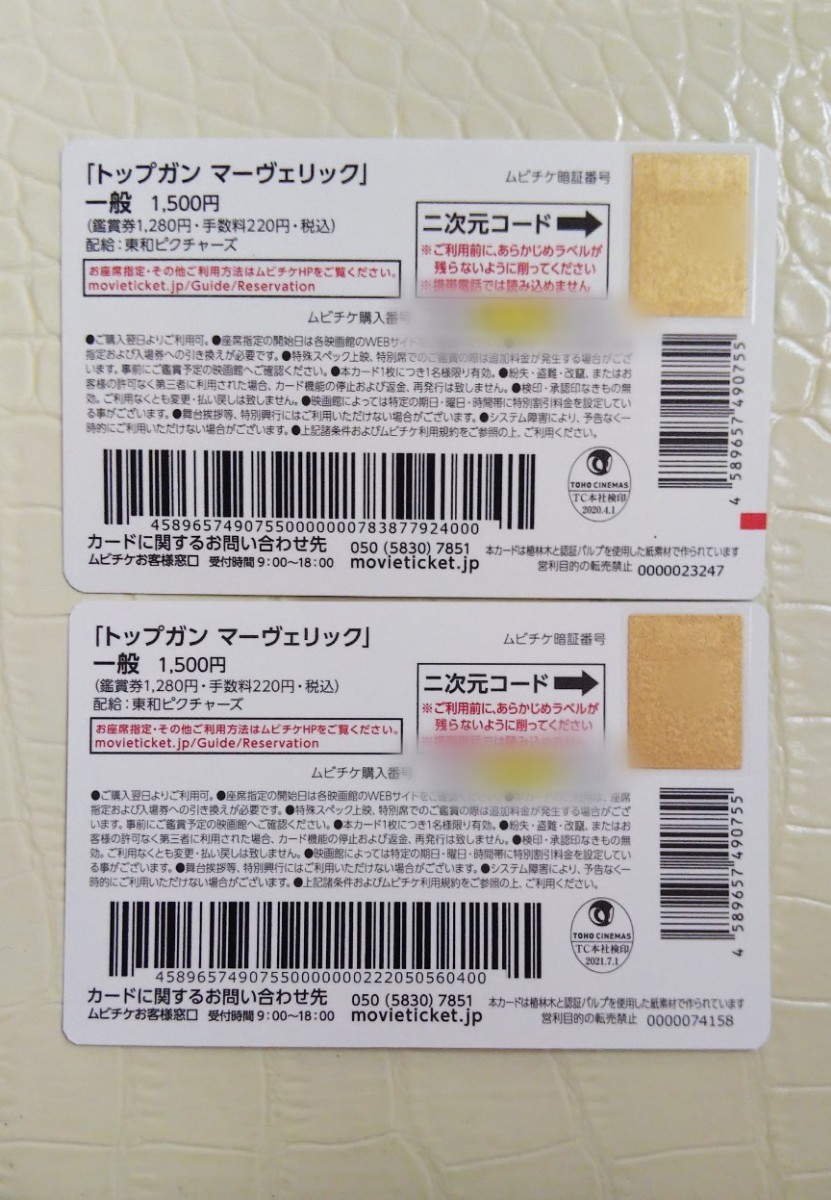 「トップガン マーヴェリック」
一般 1,500円
(鑑賞券1,280円・手数料220円・税込)
配給：東和ピクチャーズ
お座席指定・その他ご利用方法はムビチケHPをご覧ください。
movieticket.jp/Guide/Reservation
ムビチケ暗証番号
二次元コード
※ご利用前に、あらかじめラベルが
残らないように削ってください
※携帯電話では読み込めません
ムビチケ購入番号
●ご購入翌日よりご利用可。●座席指定の開始日は各映画館のWEBサイト
指定および入場券への引き換えが必要です。●特殊スペック上映、特別席でのご鑑賞の際は追加料金が発生する場合がござ
います。事前にご鑑賞予定の映画館へご確認ください。●本カード1枚につき1名様限り有効。●紛失・盗難・改竄、またはお
客様の許可なく第三者に利用された場合、カード機能の停止および返金、再発行は致しません。●検印・承認印なきもの無
効。ご利用なくとも変更・払い戻しは致しません。●映画館によっては特定の期日・曜日・時間帯に特別割引料金を設定してい
る事がございます。●舞台挨拶等、特別興行にはご利用いただけない場合がございます。●システム障害により、予告なく一
時的にご利用いただけない場合がございます。●上記諸条件およびムビチケ利用規約をご参照の上、ご利用ください。
4589657490755000000078387792​4000
4 589657 490755
TOHO CINEMAS
TC本社検印
2020.4.1
カードに関するお問い合わせ先 050 (5830) 7851
ムビチケお客様窓口 受付時間 9：00～18：00 movieticket.jp
本カードは植林木と認証パルプを使用した紙素材で作られています
営利目的の転売禁止 0000023247
「トップガン マーヴェリック」
一般 1,500円
(鑑賞券1,280円・手数料220円・税込)
配給：東和ピクチャーズ
お座席指定・その他ご利用方法はムビチケHPをご覧ください。
movieticket.jp/Guide/Reservation
ムビチケ暗証番号
二次元コード
※ご利用前に、あらかじめラベルが
残らないように削ってください
ムビチケ購入番号
●ご購入翌日よりご利用可。●座席指定の開始日は各映画館のWEBサイトをご確認 座席
指定および入場券への引き換えが必要です。●特殊スペック上映、特別席でのご鑑賞の際は追加料金が発生する場合がござ
います。事前にご鑑賞予定の映画館へご確認ください。●本カード1枚につき1名様限り有効。●紛失・盗難・改竄、またはお
客様の許可なく第三者に利用された場合、カード機能の停止および返金、再発行は致しません。●検印・承認印なきもの無
効。ご利用なくとも変更・払い戻しは致しません。●映画館によっては特定の期日・曜日・時間帯に特別割引料金を設定してい
る事がございます。●舞台挨拶等、特別興行にはご利用いただけない場合がございます。●システム障害により、予告なく一
時的にご利用いただけない場合がございます。●上記諸条件およびムビチケ利用規約をご参照の上、ご利用ください。
4589657490755000000022205056​0400
4 589657 490755
TOHO CINEMAS
TC本社検印
2021.7.1
カードに関するお問い合わせ先 050 (5830) 7851
ムビチケお客様窓口 受付時間 9：00～18：00 movieticket.jp
本カードは植林木と認証パルプを使用した紙素材で作られています
営利目的の転売禁止 0000074158